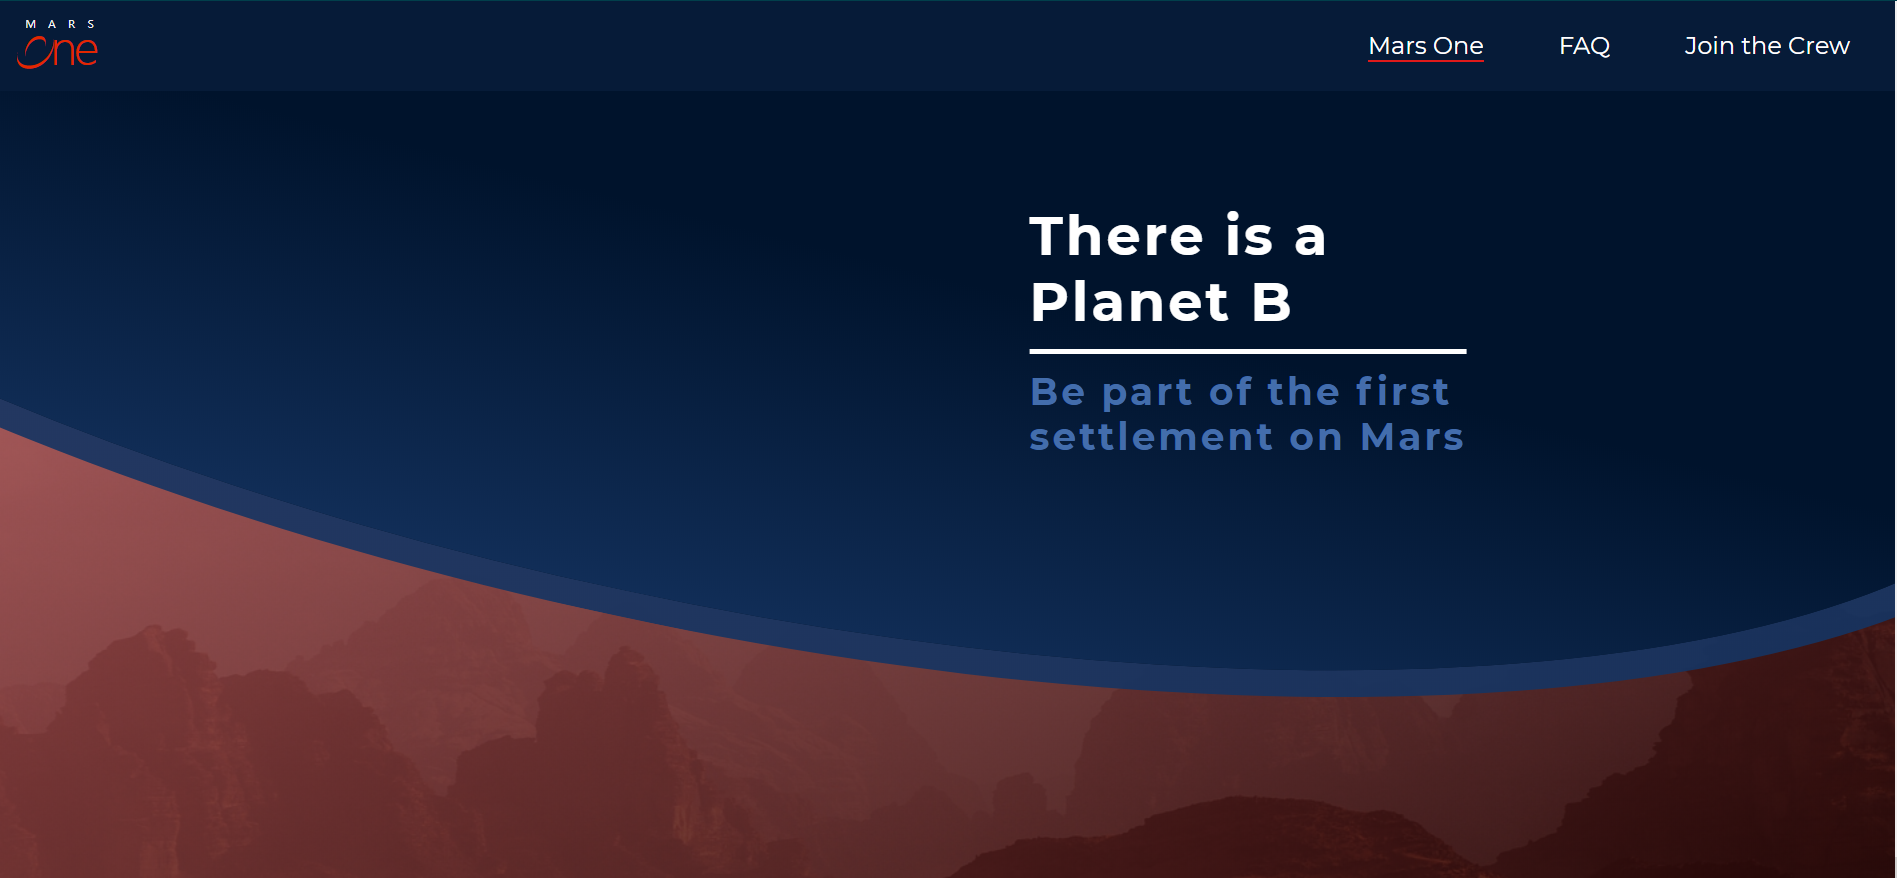 MARS
One
Mars One
FAQ
Join the Crew
There is a
Planet B
Be part of the first
settlement on Mars